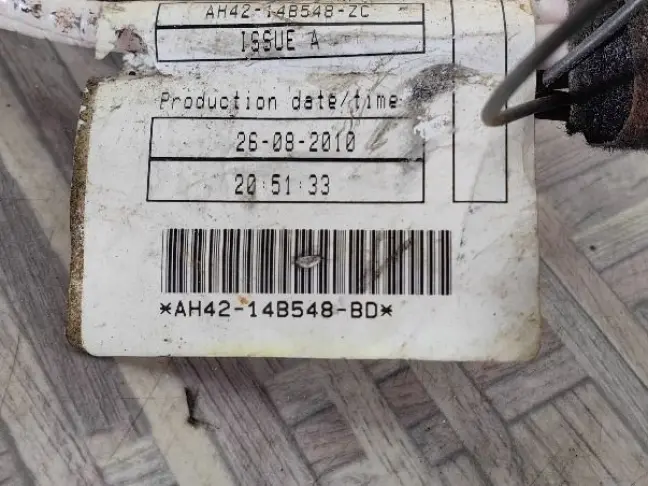 AH42-14B548-ZC
ISSUE A
Production date/time
26-08-2010
20:51:33
*AH42-14B548-BD*